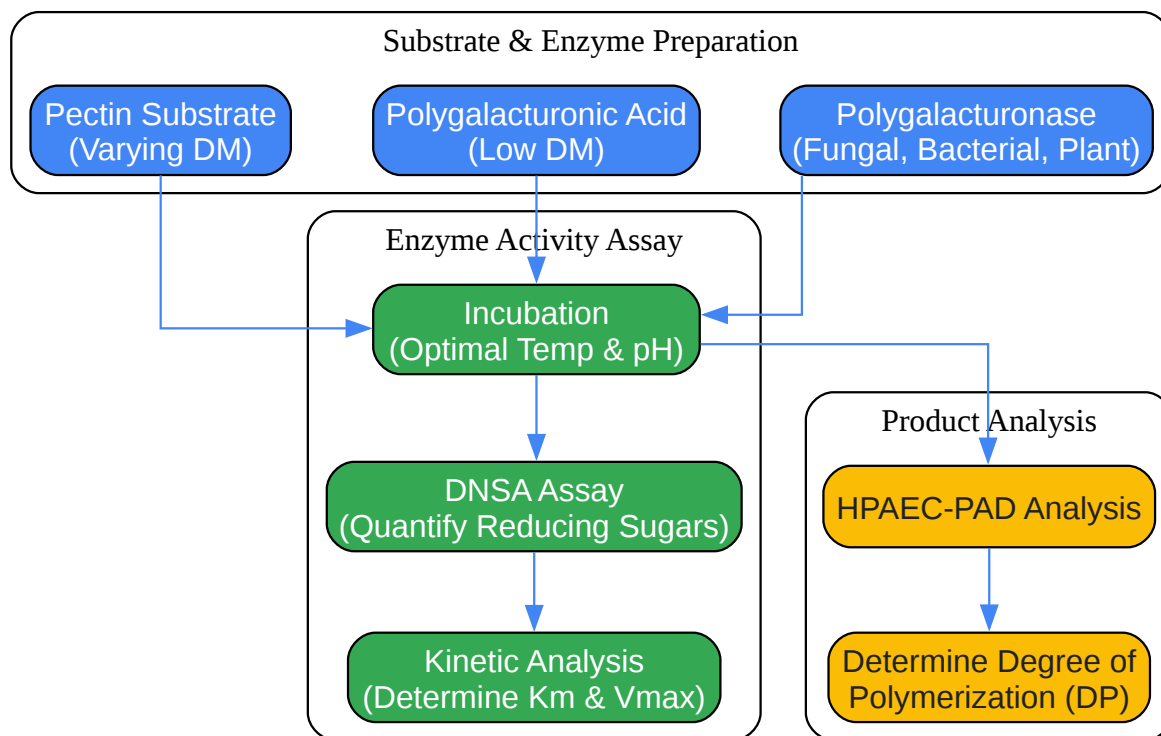 Substrate & Enzyme Preparation
Pectin Substrate
(Varying DM)
Polygalacturonic Acid
(Low DM)
Polygalacturonase
(Fungal, Bacterial, Plant)
Enzyme Activity Assay
Incubation
(Optimal Temp & pH)
DNSA Assay
(Quantify Reducing Sugars)
Kinetic Analysis
(Determine Km & Vmax)
Product Analysis
HPAEC-PAD Analysis
Determine Degree of
Polymerization (DP)